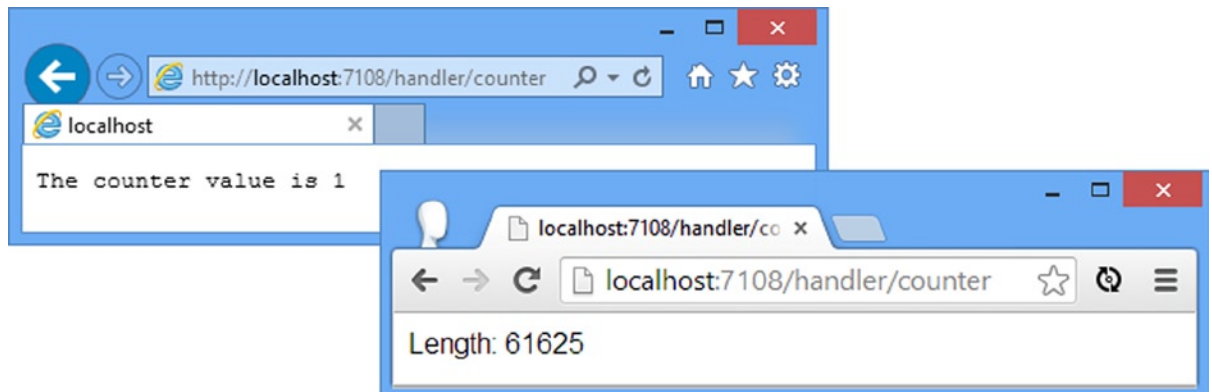 http://localhost:7108/handler/counter
localhost
The counter value is 1
localhost:7108/handler/co
localhost:7108/handler/counter
Length: 61625